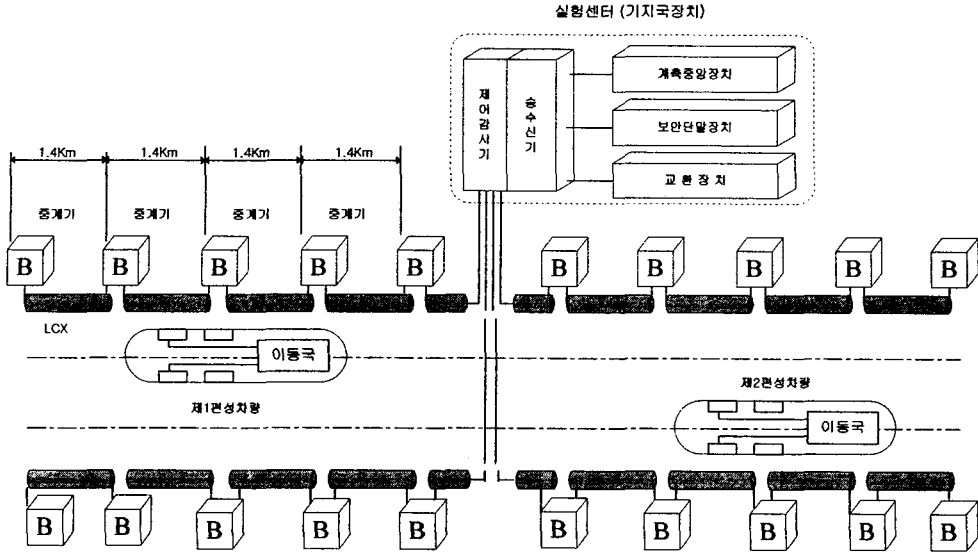 실험센터 (기지국장치)
제어감시기
송수신기
계측중앙장치
보안단말장치
교 환 장 치
1.4Km 1.4Km 1.4Km 1.4Km
중계기 중계기 중계기 중계기
B B B B B B B B B B
LCX
이동국
제1편성차량 제2편성차량
이동국
B B B B B B B B B B